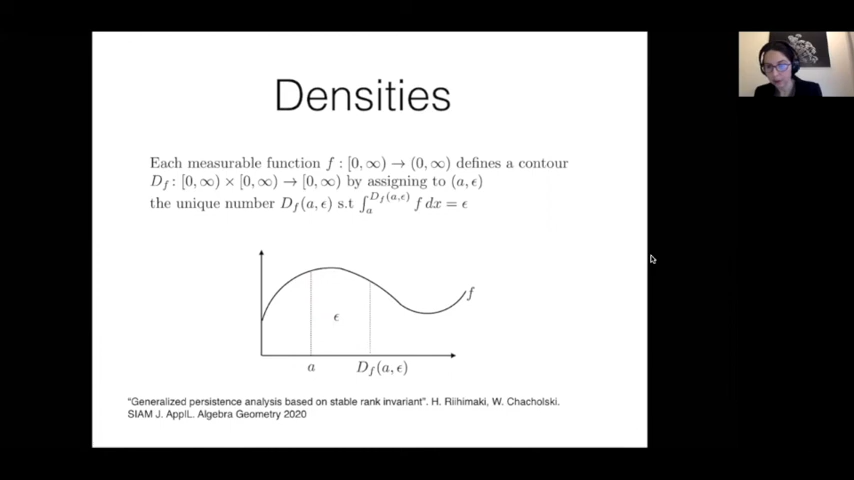 Densities
Each measurable function f : [0, ∞) → (0, ∞) defines a contour
D_f : [0, ∞) × [0, ∞) → [0, ∞) by assigning to (a, ϵ)
the unique number D_f(a, ϵ) s.t ∫_a^{D_f(a,ϵ)} f dx = ϵ
f
ϵ
a D_f(a, ϵ)
"Generalized persistence analysis based on stable rank invariant". H. Riihimaki, W. Chacholski.
SIAM J. ApplL. Algebra Geometry 2020